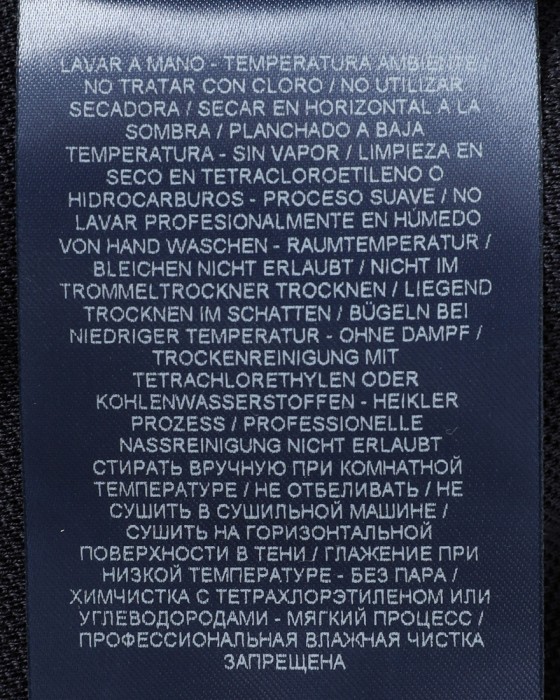 LAVAR A MANO - TEMPERATURA AMBIENTE /
NO TRATAR CON CLORO / NO UTILIZAR
SECADORA / SECAR EN HORIZONTAL A LA
SOMBRA / PLANCHADO A BAJA
TEMPERATURA - SIN VAPOR / LIMPIEZA EN
SECO EN TETRACLOROETILENO O
HIDROCARBUROS - PROCESO SUAVE / NO
LAVAR PROFESIONALMENTE EN HÚMEDO
VON HAND WASCHEN - RAUMTEMPERATUR /
BLEICHEN NICHT ERLAUBT / NICHT IM
TROMMELTROCKNER TROCKNEN / LIEGEND
TROCKNEN IM SCHATTEN / BÜGELN BEI
NIEDRIGER TEMPERATUR - OHNE DAMPF /
TROCKENREINIGUNG MIT
TETRACHLORETHYLEN ODER
KOHLENWASSERSTOFFEN - HEIKLER
PROZESS / PROFESSIONELLE
NASSREINIGUNG NICHT ERLAUBT
СТИРАТЬ ВРУЧНУЮ ПРИ КОМНАТНОЙ
ТЕМПЕРАТУРЕ / НЕ ОТБЕЛИВАТЬ / НЕ
СУШИТЬ В СУШИЛЬНОЙ МАШИНЕ /
СУШИТЬ НА ГОРИЗОНТАЛЬНОЙ
ПОВЕРХНОСТИ В ТЕНИ / ГЛАЖЕНИЕ ПРИ
НИЗКОЙ ТЕМПЕРАТУРЕ - БЕЗ ПАРА /
ХИМЧИСТКА С ТЕТРАХЛОРЭТИЛЕНОМ ИЛИ
УГЛЕВОДОРОДАМИ - МЯГКИЙ ПРОЦЕСС /
ПРОФЕССИОНАЛЬНАЯ ВЛАЖНАЯ ЧИСТКА
ЗАПРЕЩЕНА